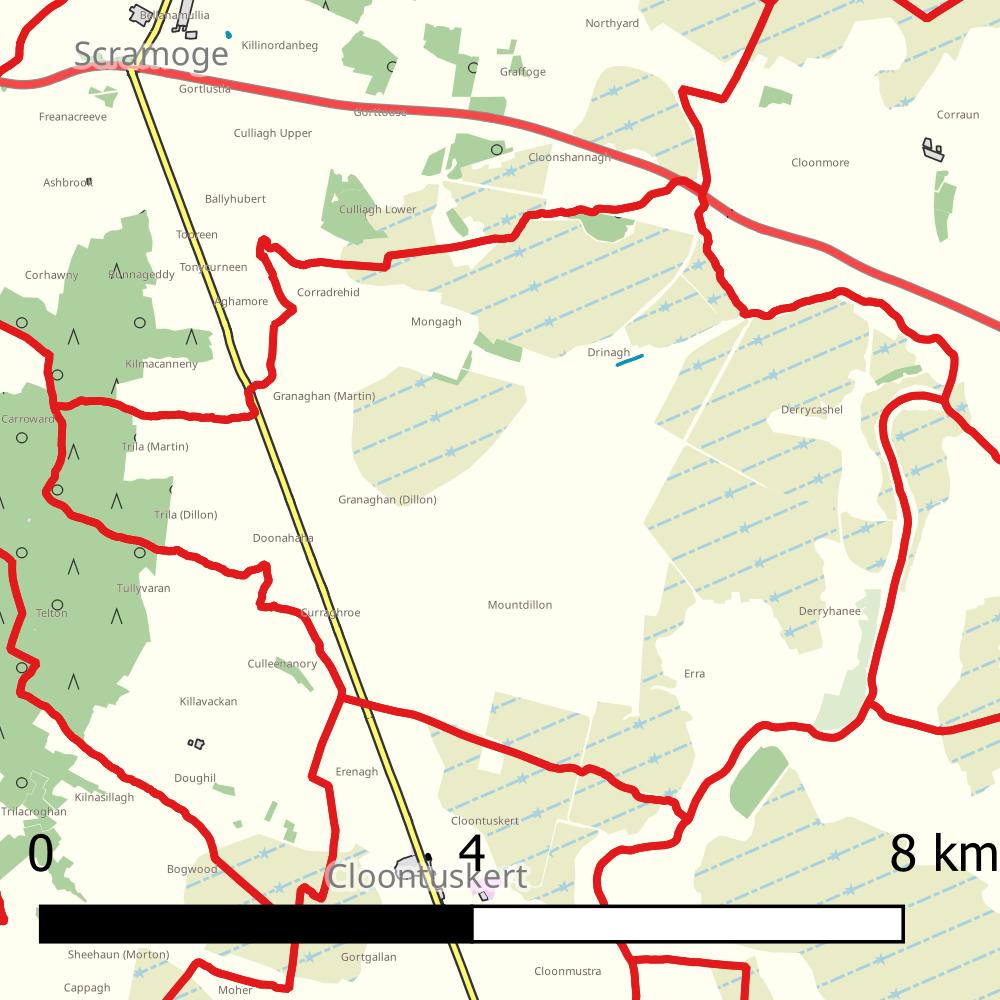 Bellanamullia
Northyard
Killinordanbeg
Scramoge
Graffoge
Gortlustia
Gortloose
Freanacreeve
Corraun
Culliagh Upper
Cloonshannagh
Cloonmore
Ashbrook
Ballyhubert
Culliagh Lower
Tooreen
Tonycurneen
Corhawny
Runnageddy
Corradrehid
Aghamore
Mongagh
Drinagh
Kilmacanneny
Granaghan (Martin)
Derrycashel
Carroward
Trila (Martin)
Granaghan (Dillon)
Trila (Dillon)
Doonahaha
Tullyvaran
Mountdillon
Telton
Curraghroe
Derryhanee
Culleenanory
Erra
Killavackan
Erenagh
Doughil
Kilnasillagh
Trilacroghan
Cloontuskert
0 4 8 km
Bogwood
Cloontuskert
Sheehaun (Morton)
Gortgallan
Cloonmustra
Cappagh
Moher